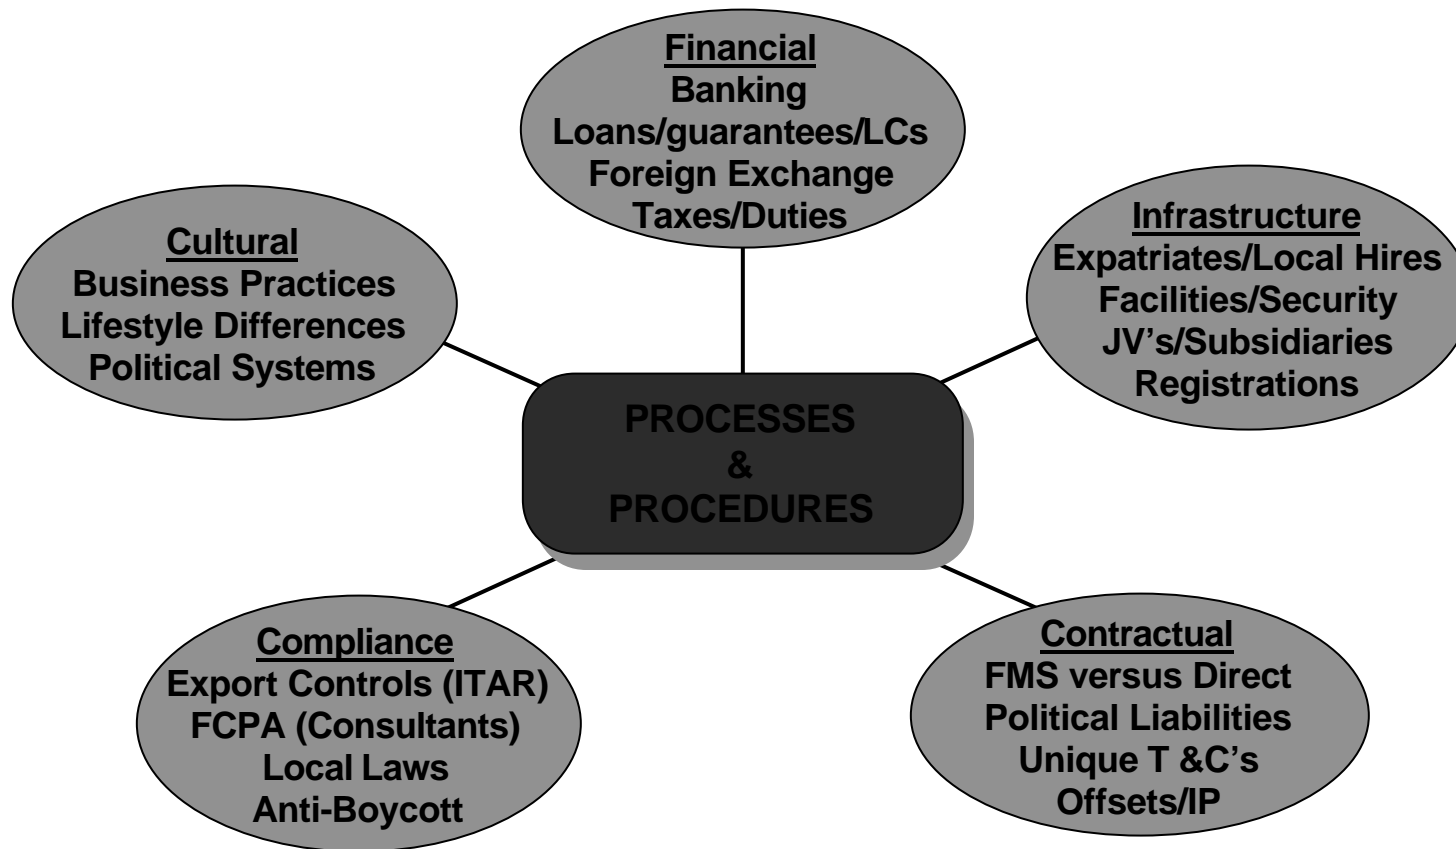 Financial
Banking
Loans/guarantees/LCs
Foreign Exchange
Taxes/Duties
Cultural
Business Practices
Lifestyle Differences
Political Systems
Infrastructure
Expatriates/Local Hires
Facilities/Security
JV’s/Subsidiaries
Registrations
PROCESSES
&
PROCEDURES
Compliance
Export Controls (ITAR)
FCPA (Consultants)
Local Laws
Anti-Boycott
Contractual
FMS versus Direct
Political Liabilities
Unique T &C’s
Offsets/IP